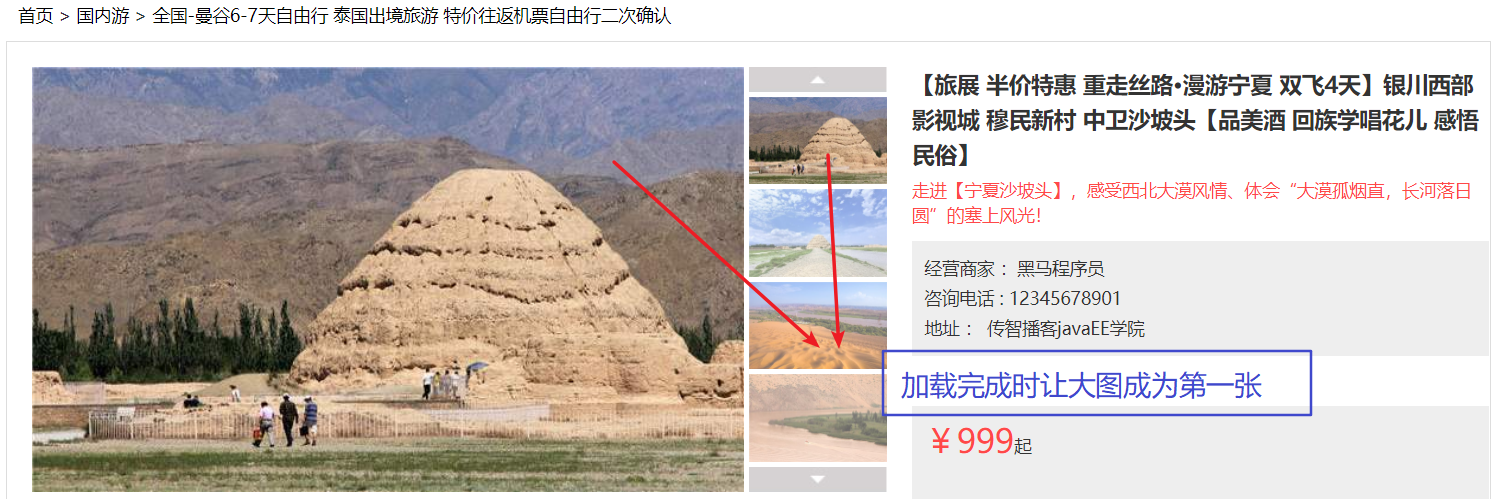 首页 > 国内游 > 全国-曼谷6-7天自由行 泰国出境旅游 特价往返机票自由行二次确认
【旅展 半价特惠 重走丝路•漫游宁夏 双飞4天】银川西部
影视城 穆民新村 中卫沙坡头【品美酒 回族学唱花儿 感悟
民俗】
走进【宁夏沙坡头】，感受西北大漠风情、体会“大漠孤烟直，长河落日
圆”的塞上风光！
经营商家 ：黑马程序员
咨询电话 : 12345678901
地址 ： 传智播客javaEE学院
加载完成时让大图成为第一张
￥999起